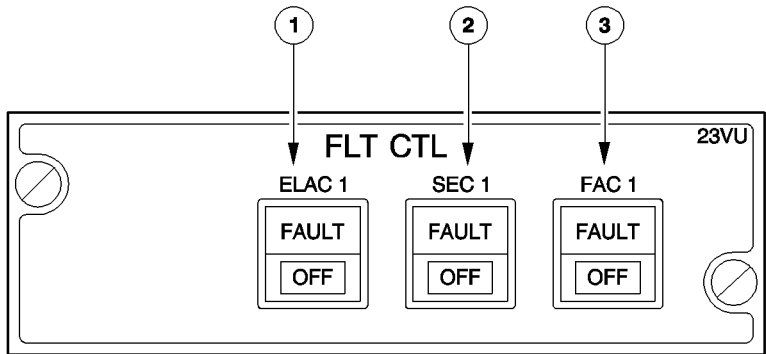 1 2 3
FLT CTL 23VU
ELAC 1 SEC 1 FAC 1
FAULT FAULT FAULT
OFF OFF OFF